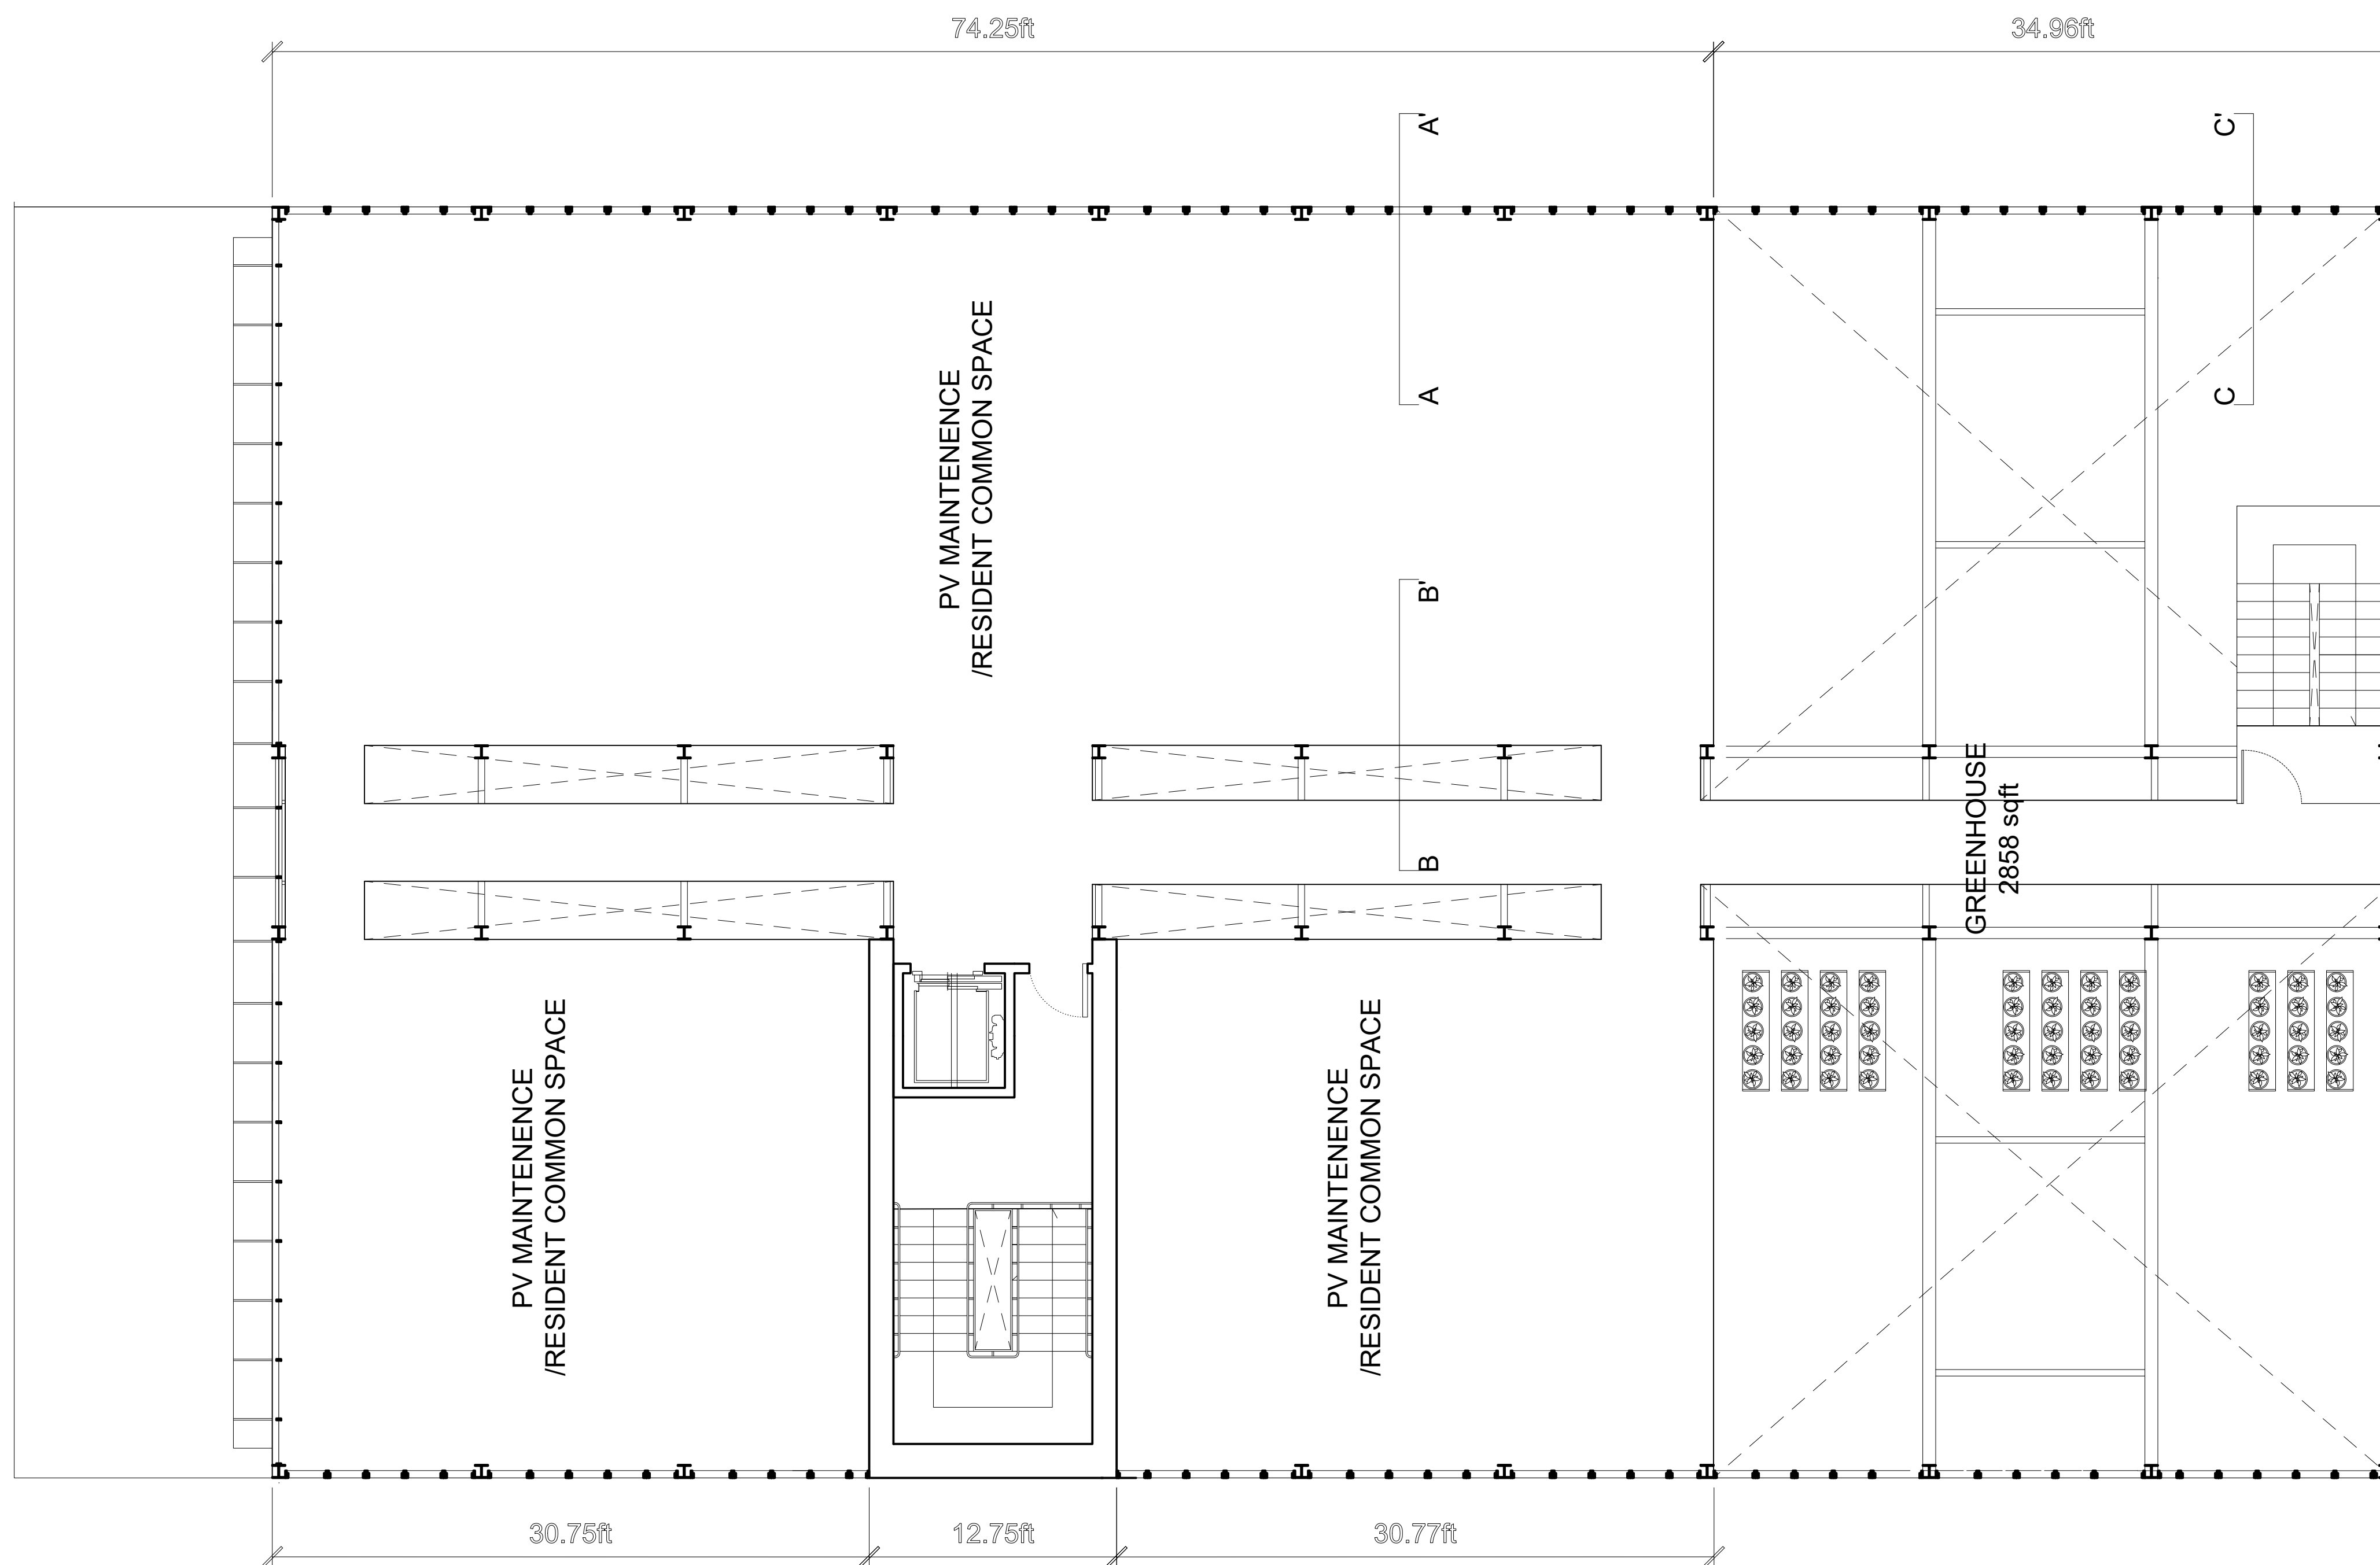 74.25ft
34.96ft
A'
C'
A
C
PV MAINTENENCE
/RESIDENT COMMON SPACE
B'
B
GREENHOUSE
2858 sqft
PV MAINTENENCE
/RESIDENT COMMON SPACE
PV MAINTENENCE
/RESIDENT COMMON SPACE
30.75ft
12.75ft
30.77ft